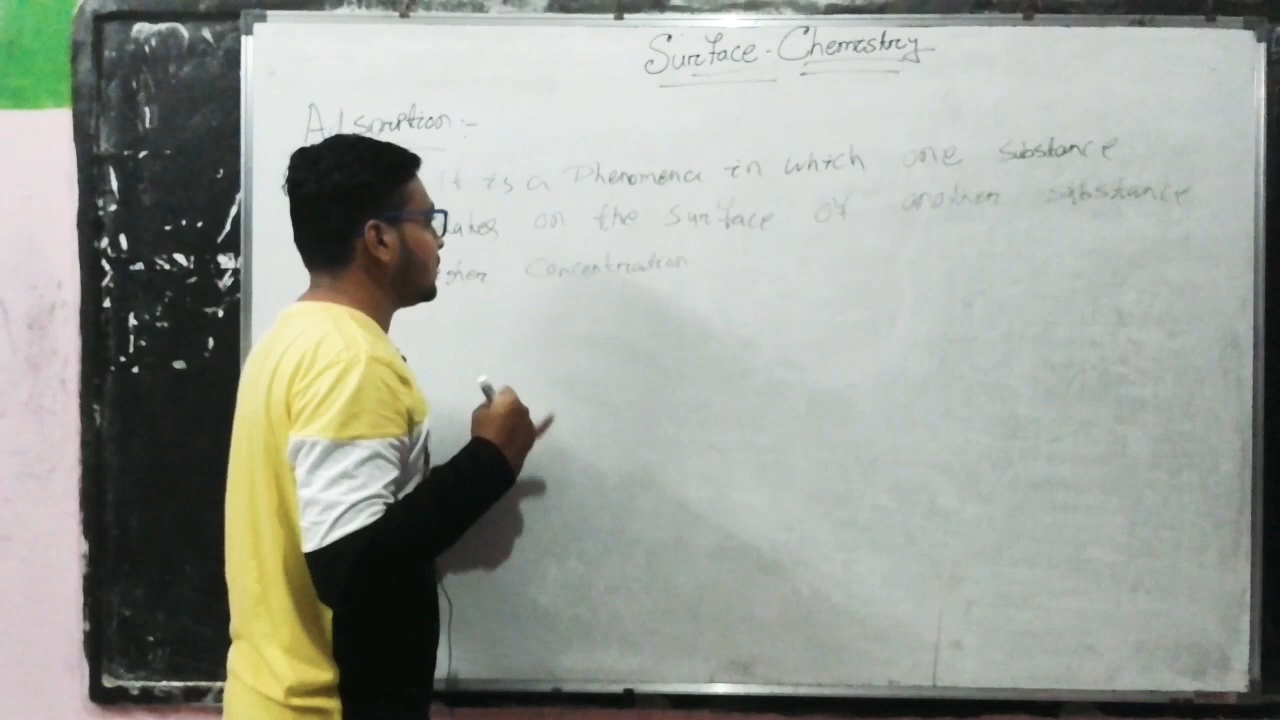 Surface - Chemistry
Adsorption :-
It is a Phenomena in which one substance
on the surface of another substance
Concentration